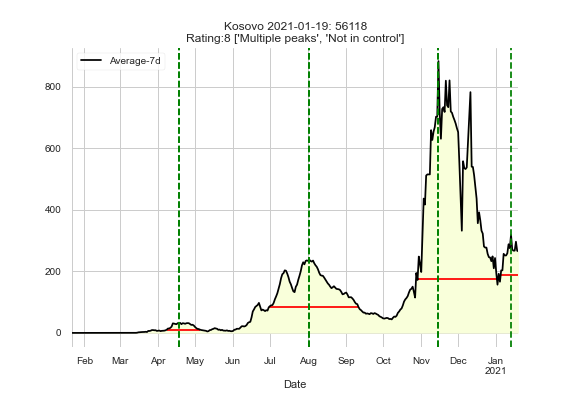 Kosovo 2021-01-19: 56118
Rating:8 ['Multiple peaks', 'Not in control']
Average-7d
800
600
400
200
0
Feb Mar Apr May Jun Jul Aug Sep Oct Nov Dec Jan
2021
Date